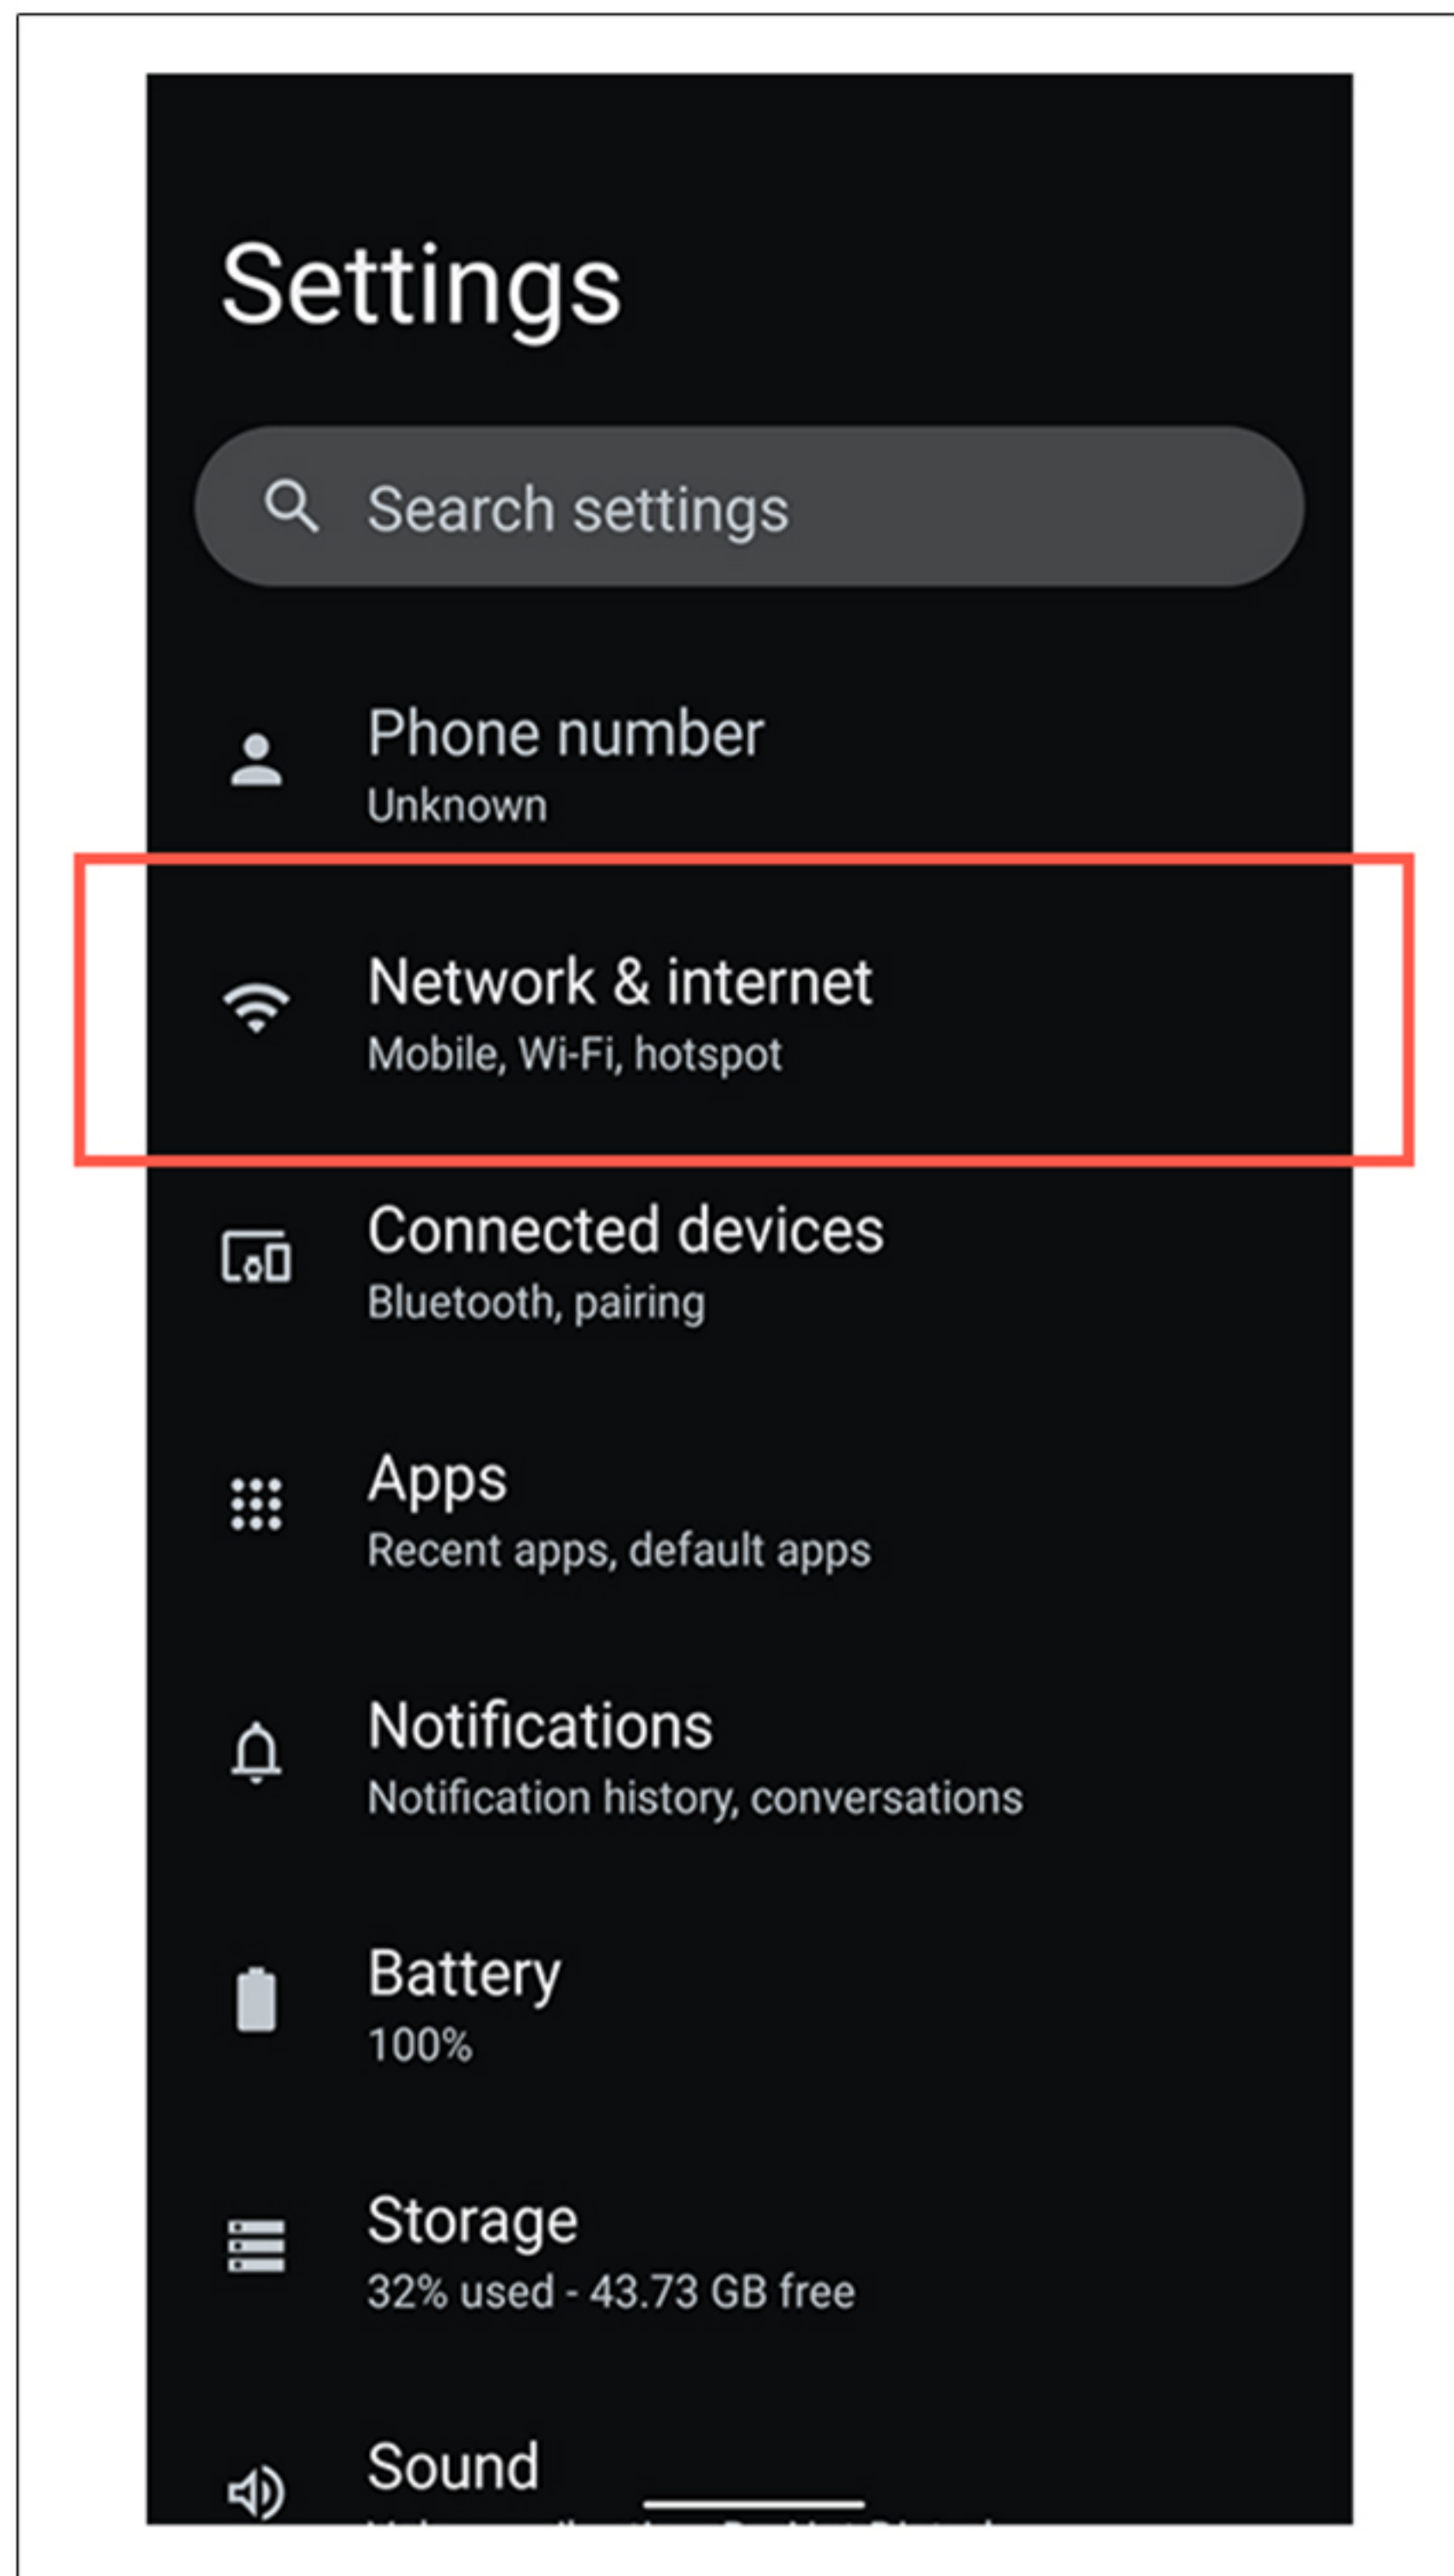 Settings
Search settings
Phone number
Unknown
Network & internet
Mobile, Wi-Fi, hotspot
Connected devices
Bluetooth, pairing
Apps
Recent apps, default apps
Notifications
Notification history, conversations
Battery
100%
Storage
32% used - 43.73 GB free
Sound